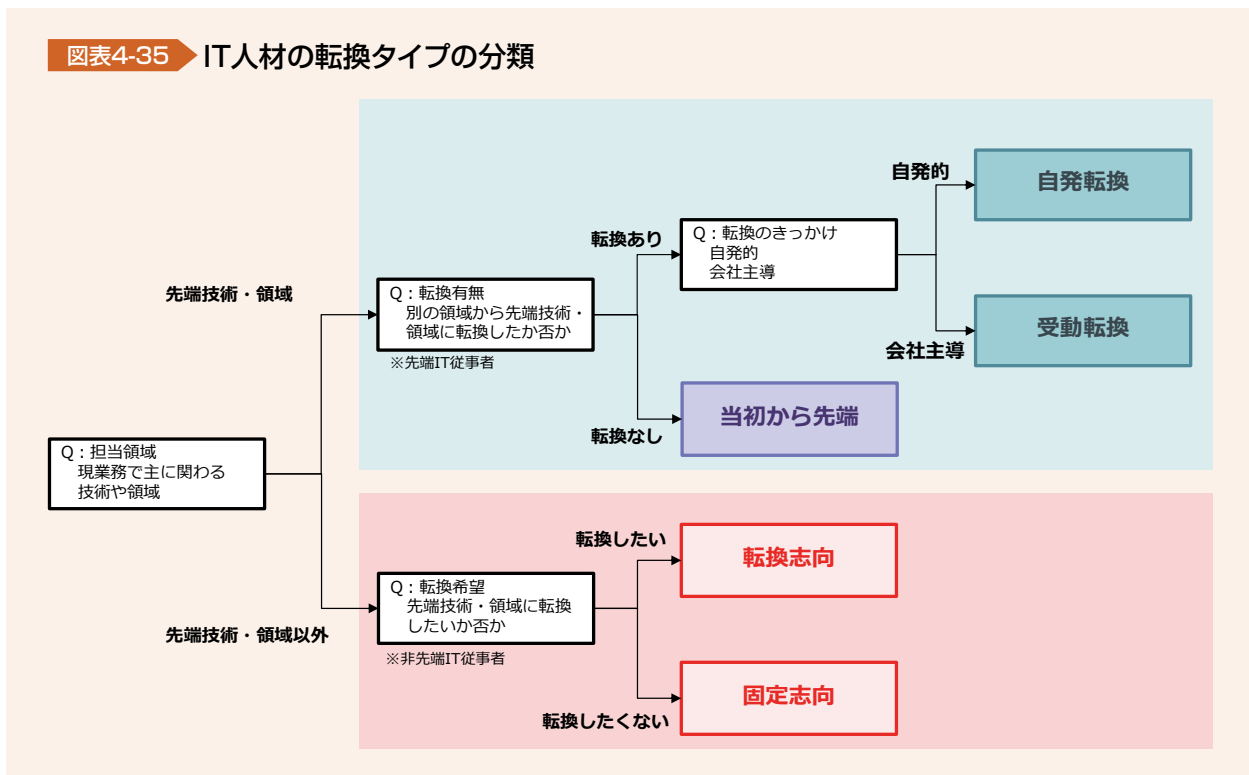 図表4-35 IT人材の転換タイプの分類
自発的
自発転換
転換あり
Q：転換のきっかけ
自発的
会社主導
先端技術・領域
Q：転換有無
別の領域から先端技術・
領域に転換したか否か
※先端IT従事者
会社主導
受動転換
転換なし
当初から先端
Q：担当領域
現業務で主に関わる
技術や領域
転換したい
転換志向
先端技術・領域以外
Q：転換希望
先端技術・領域に転換
したいか否か
※非先端IT従事者
転換したくない
固定志向